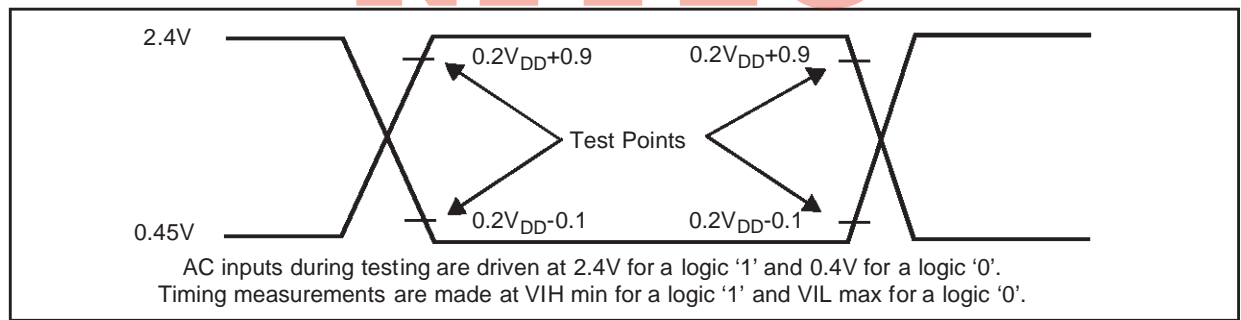 2.4V
0.2VDD+0.9 0.2VDD+0.9
Test Points
0.2VDD-0.1 0.2VDD-0.1
0.45V
AC inputs during testing are driven at 2.4V for a logic ‘1’ and 0.4V for a logic ‘0’.
Timing measurements are made at VIH min for a logic ‘1’ and VIL max for a logic ‘0’.